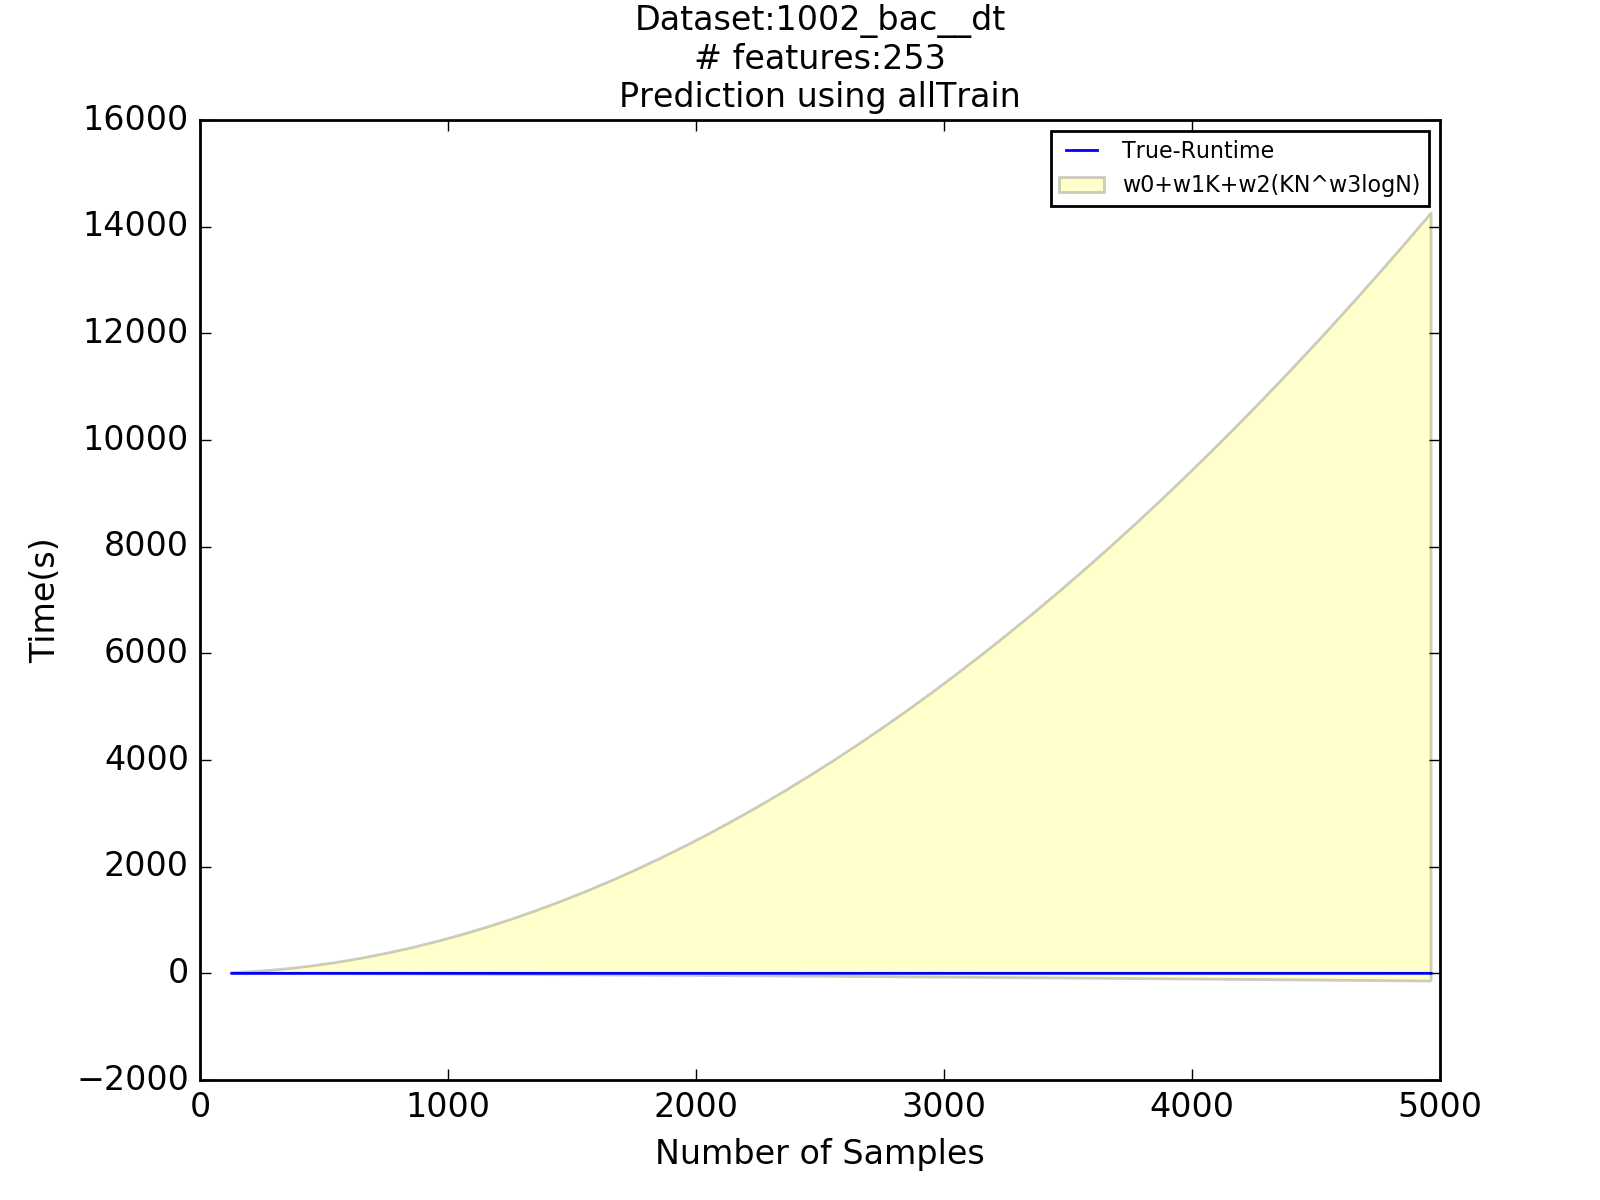 Dataset:1002_bac__dt
# features:253
Prediction using allTrain
16000
14000
12000
10000
8000
6000
4000
2000
0
−2000
Time(s)
True-Runtime
w0+w1K+w2(KN^w3logN)
0 1000 2000 3000 4000 5000
Number of Samples